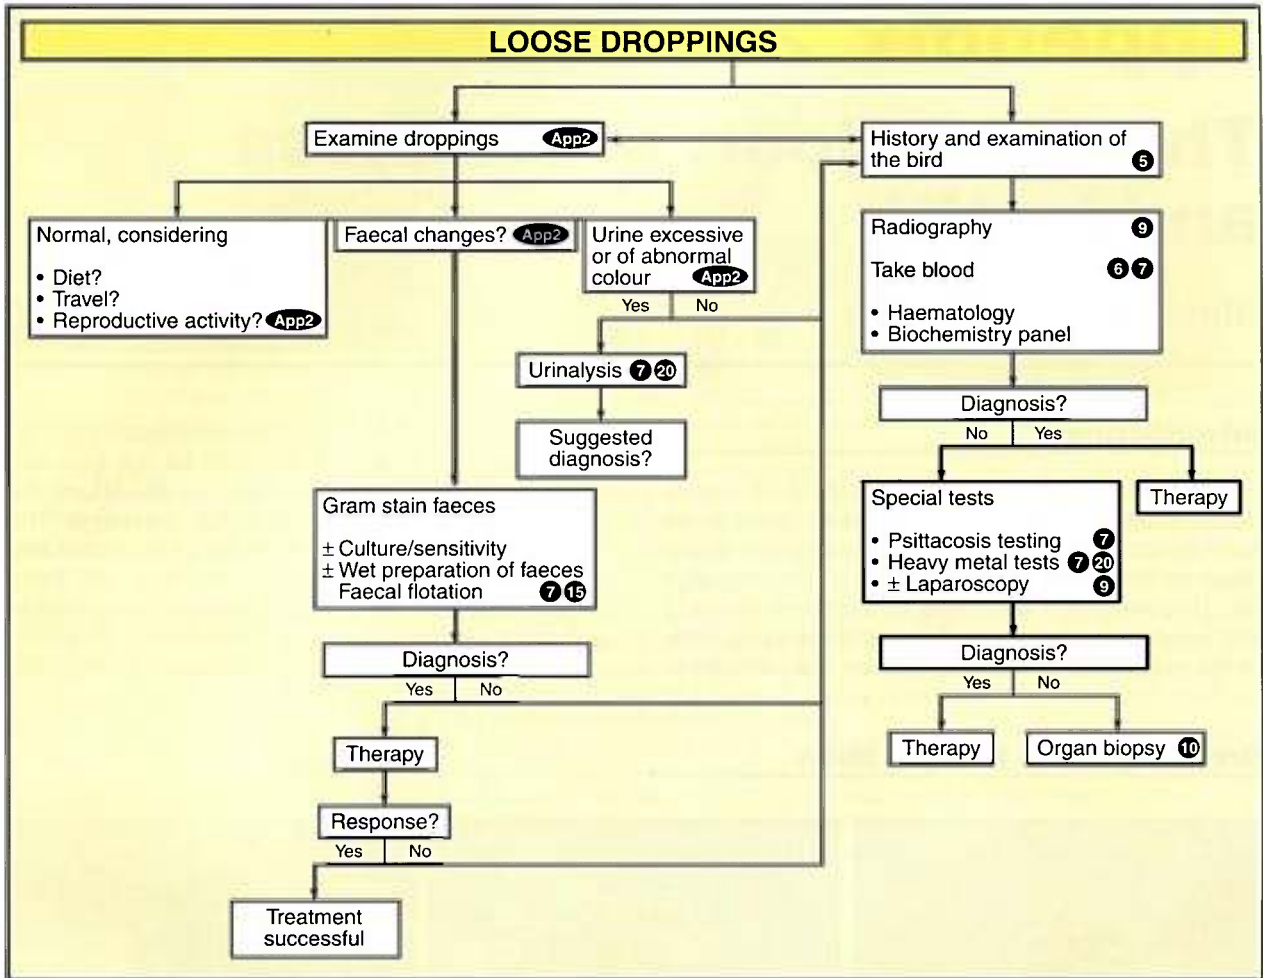 LOOSE DROPPINGS
Examine droppings App2
History and examination of
the bird 5
Normal, considering
• Diet?
• Travel?
• Reproductive activity? App2
Faecal changes? App2
Urine excessive
or of abnormal
colour App2
Yes No
Urinalysis 7 20
Suggested
diagnosis?
Radiography 9
Take blood 6 7
• Haematology
• Biochemistry panel
Diagnosis?
No Yes
Special tests
• Psittacosis testing 7
• Heavy metal tests 7 20
• ± Laparoscopy 9
Therapy
Gram stain faeces
± Culture/sensitivity
± Wet preparation of faeces
Faecal flotation 7 15
Diagnosis?
Yes No
Therapy
Response?
Yes No
Treatment
successful
Diagnosis?
Yes No
Therapy
Organ biopsy 10